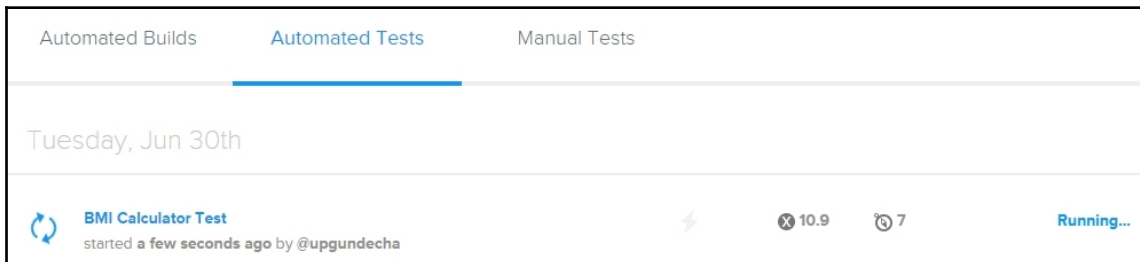 Automated Builds Automated Tests Manual Tests
Tuesday, Jun 30th
BMI Calculator Test 10.9 7 Running...
started a few seconds ago by @upgundecha